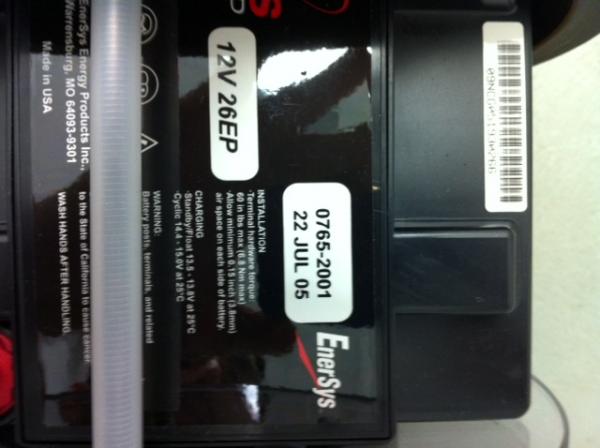 S
12V 26EP
0765-2001
22 JUL 05
EnerSys
INSTALLATION
-Terminal hardware torque:
60 in lbs max (6.8 Nm max)
-Allow minimum 0.15 inch (3.8mm)
air space on each side of battery.
CHARGING
-Standby/Float 13.5 - 13.8V at 25°C
-Cyclic 14.4 - 15.0V at 25°C
WARNING:
Battery posts, terminals, and related
to the State of California to cause cancer
WASH HANDS AFTER HANDLING.
EnerSys Energy Products Inc.,
Warrensburg, MO 64093-9301
Made in USA